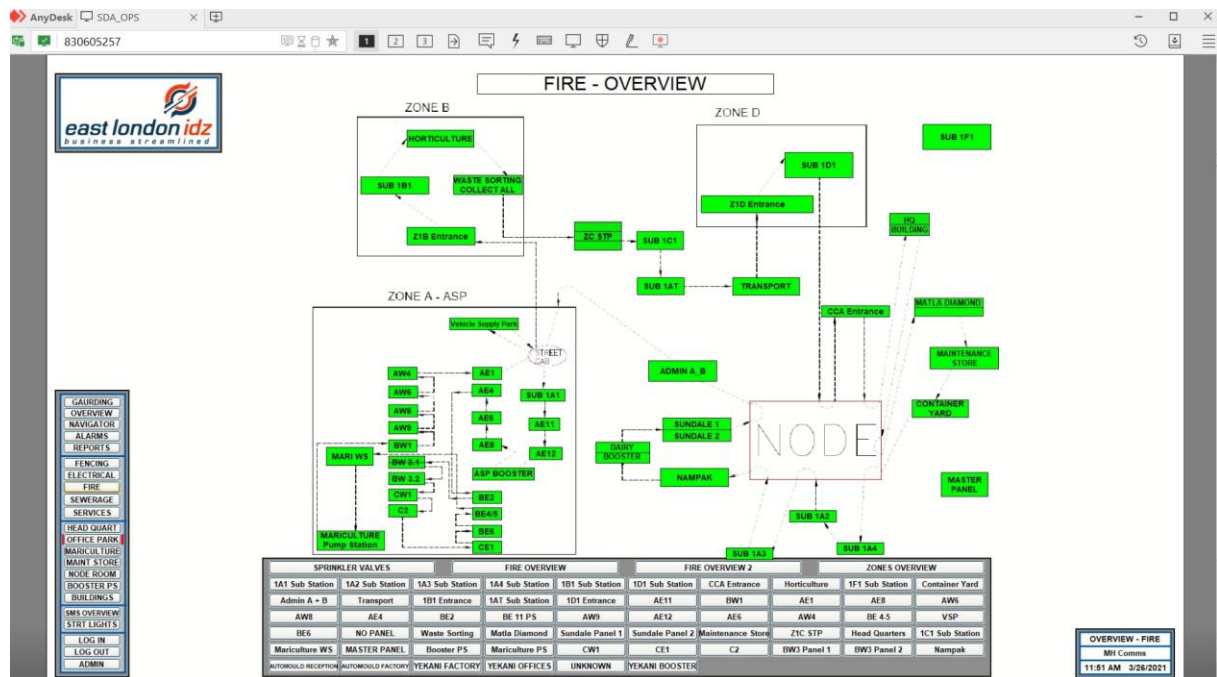 AnyDesk SDA_OPS
830605257
1 2 3
east london idz
business streamlined
FIRE - OVERVIEW
ZONE B
HORTICULTURE
SUB 1B1
WASTE SORTING
COLLECT ALL
Z1B Entrance
ZC STP
SUB 1C1
SUB 1AT
TRANSPORT
ZONE D
SUB 1D1
Z1D Entrance
SUB 1F1
HQ
BUILDING
MATLA DIAMOND
CCA Entrance
MAINTENANCE
STORE
CONTAINER
YARD
ZONE A - ASP
Vehicle Supply Park
STREET
CAB
AW4
AW6
AW8
AW9
BW1
BW 3.1
BW 3.2
CW1
C2
MARI WS
MARICULTURE
Pump Station
AE1
AE4
AE6
AE8
ASP BOOSTER
SUB 1A1
AE11
AE12
BE2
BE4/5
BE6
CE1
ADMIN A_B
SUNDALE 1
SUNDALE 2
DAIRY
BOOSTER
NAMPAK
NODE
MASTER
PANEL
SUB 1A2
SUB 1A3
SUB 1A4
GAURDING
OVERVIEW
NAVIGATOR
ALARMS
REPORTS
FENCING
ELECTRICAL
FIRE
SEWERAGE
SERVICES
HEAD QUART
OFFICE PARK
MARICULTURE
MAINT STORE
NODE ROOM
BOOSTER PS
BUILDINGS
SMS OVERVIEW
STRT LIGHTS
LOG IN
LOG OUT
ADMIN
SPRINKLER VALVES FIRE OVERVIEW FIRE OVERVIEW 2 ZONES OVERVIEW
1A1 Sub Station 1A2 Sub Station 1A3 Sub Station 1A4 Sub Station 1B1 Sub Station 1D1 Sub Station CCA Entrance Horticulture 1F1 Sub Station Container Yard
Admin A + B Transport 1B1 Entrance 1AT Sub Station 1D1 Entrance AE11 BW1 AE1 AE8 AW6
AW8 AE4 BE2 BE 11 PS AW9 AE12 AE6 AW4 BE 4-5 VSP
BE6 NO PANEL Waste Sorting Matla Diamond Sundale Panel 1 Sundale Panel 2 Maintenance Store Z1C STP Head Quarters 1C1 Sub Station
Mariculture WS MASTER PANEL Booster PS Mariculture PS CW1 CE1 C2 BW3 Panel 1 BW3 Panel 2 Nampak
AUTOMOULD RECEPTION AUTOMOULD FACTORY YEKANI FACTORY YEKANI OFFICES UNKNOWN YEKANI BOOSTER
OVERVIEW - FIRE
MH Comms
11:51 AM 3/26/2021